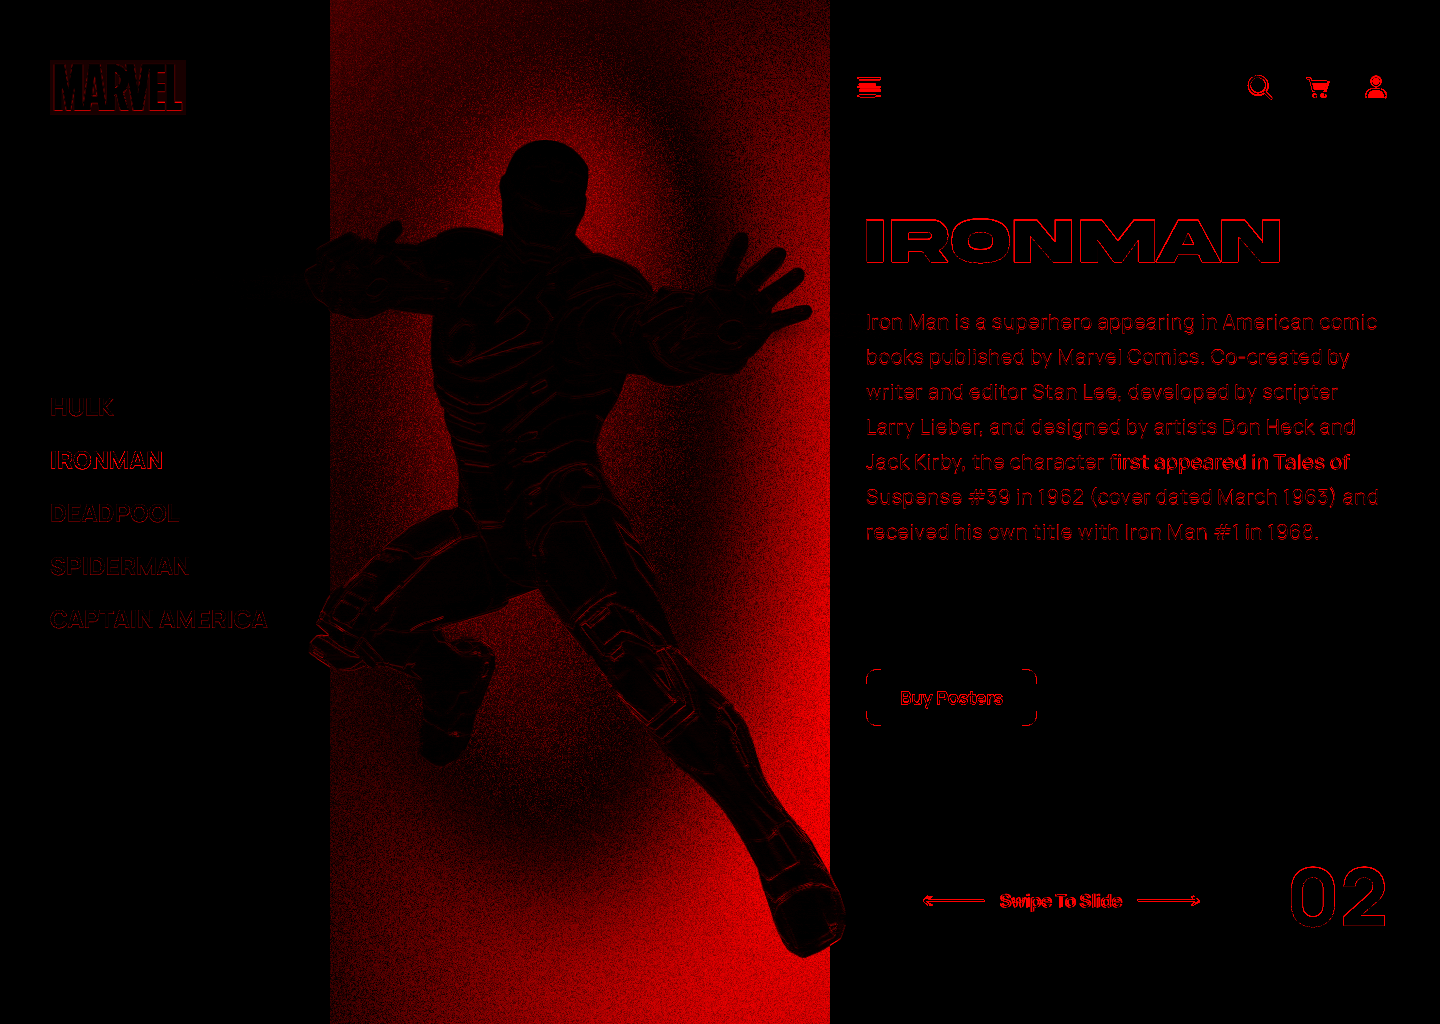 MARVEL
IRONMAN
Iron Man is a superhero appearing in American comic
books published by Marvel Comics. Co-created by
writer and editor Stan Lee, developed by scripter
Larry Lieber, and designed by artists Don Heck and
Jack Kirby, the character first appeared in Tales of
Suspense #39 in 1962 (cover dated March 1963) and
received his own title with Iron Man #1 in 1968.
HULK
IRONMAN
DEADPOOL
SPIDERMAN
CAPTAIN AMERICA
Buy Posters
Swipe To Slide
02